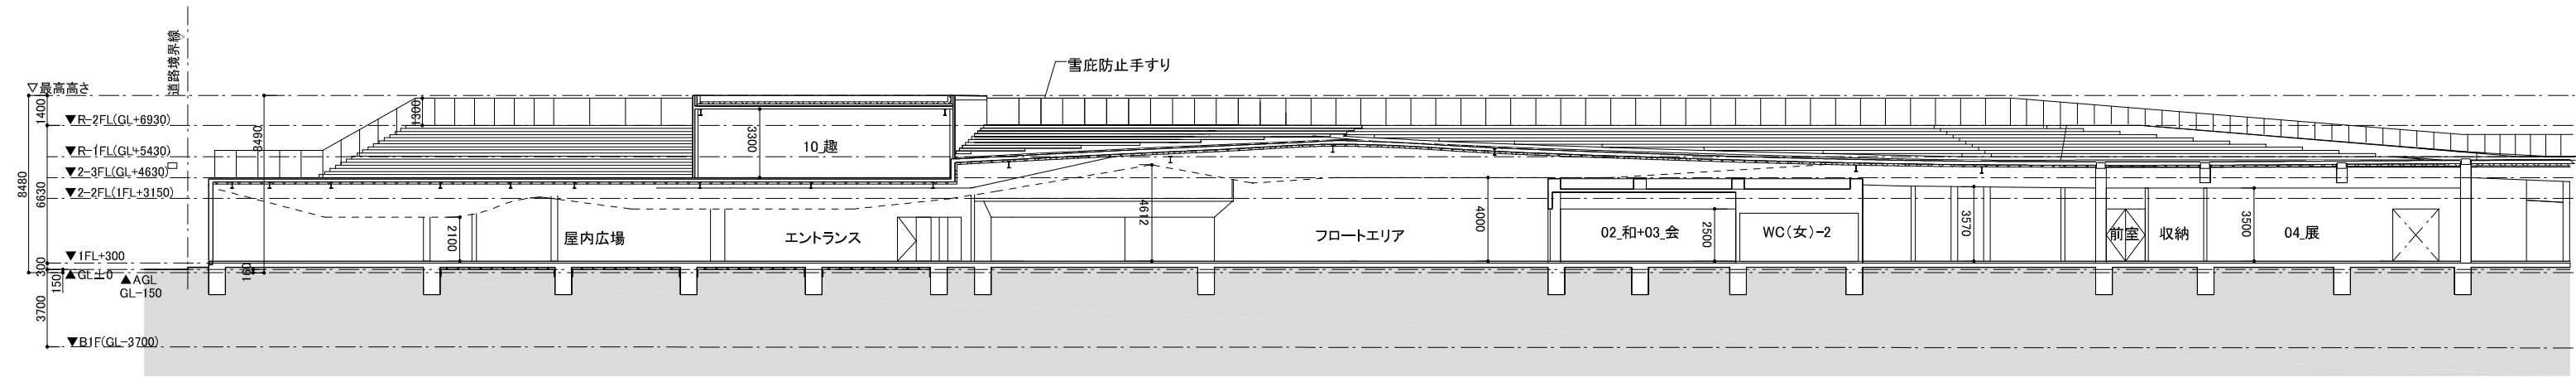 道路境界線
▽最高高さ
雪庇防止手すり
1400
1300
▼R-2FL(GL+6930)
8490
3300
10_趣
▼R-1FL(GL+5430)
▼2-3FL(GL+4630)
8480
6630
▼2-2FL(1FL+3150)
4612
4000
2100
屋内広場
エントランス
フロートエリア
2500
02_和+03_会
WC(女)-2
3570
前室
収納
3500
04_展
▼1FL+300
300
▲GL±0
150
▲AGL
GL-150
160
3700
▼B1F(GL-3700)